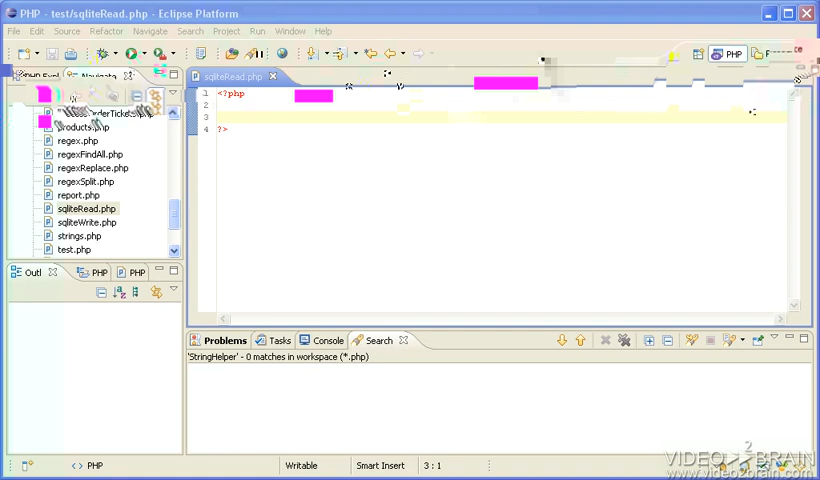 PHP - test/sqliteRead.php - Eclipse Platform
File Edit Source Refactor Navigate Search Project Run Window Help
PHP
sqliteRead.php
1 <?php
2
3
4 ?>
products.php
regex.php
regexFindAll.php
regexReplace.php
regexSplit.php
report.php
sqliteRead.php
sqliteWrite.php
strings.php
test.php
Outl PHP PHP
Problems Tasks Console Search
'StringHelper' - 0 matches in workspace (*.php)
<> PHP Writable Smart Insert 3 : 1
VIDEO2BRAIN
www.video2brain.com